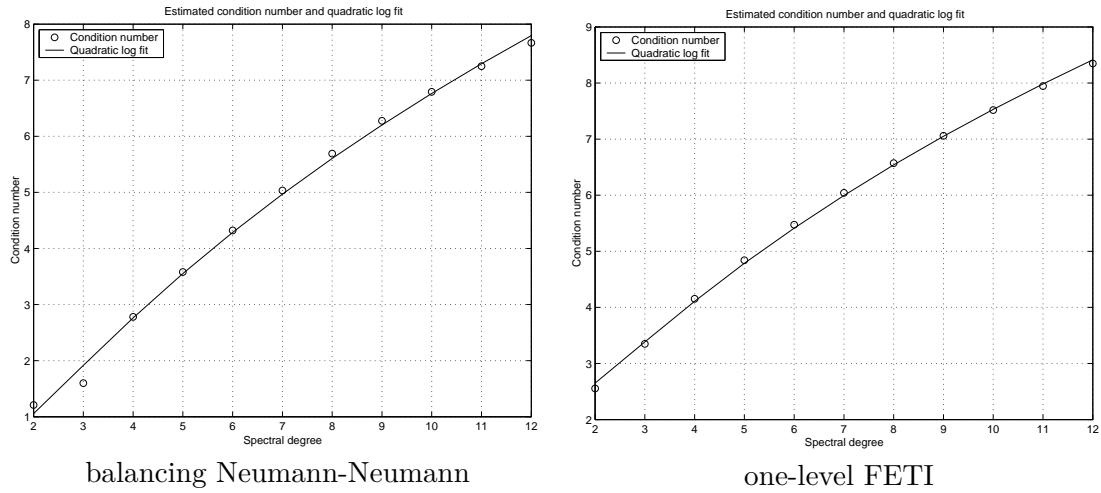 Estimated condition number and quadratic log fit
8
7
6
5
4
3
2
1
Condition number
Condition number
Quadratic log fit
2 3 4 5 6 7 8 9 10 11 12
Spectral degree
balancing Neumann-Neumann
Estimated condition number and quadratic log fit
9
8
7
6
5
4
3
2
Condition number
Condition number
Quadratic log fit
2 3 4 5 6 7 8 9 10 11 12
Spectral degree
one-level FETI